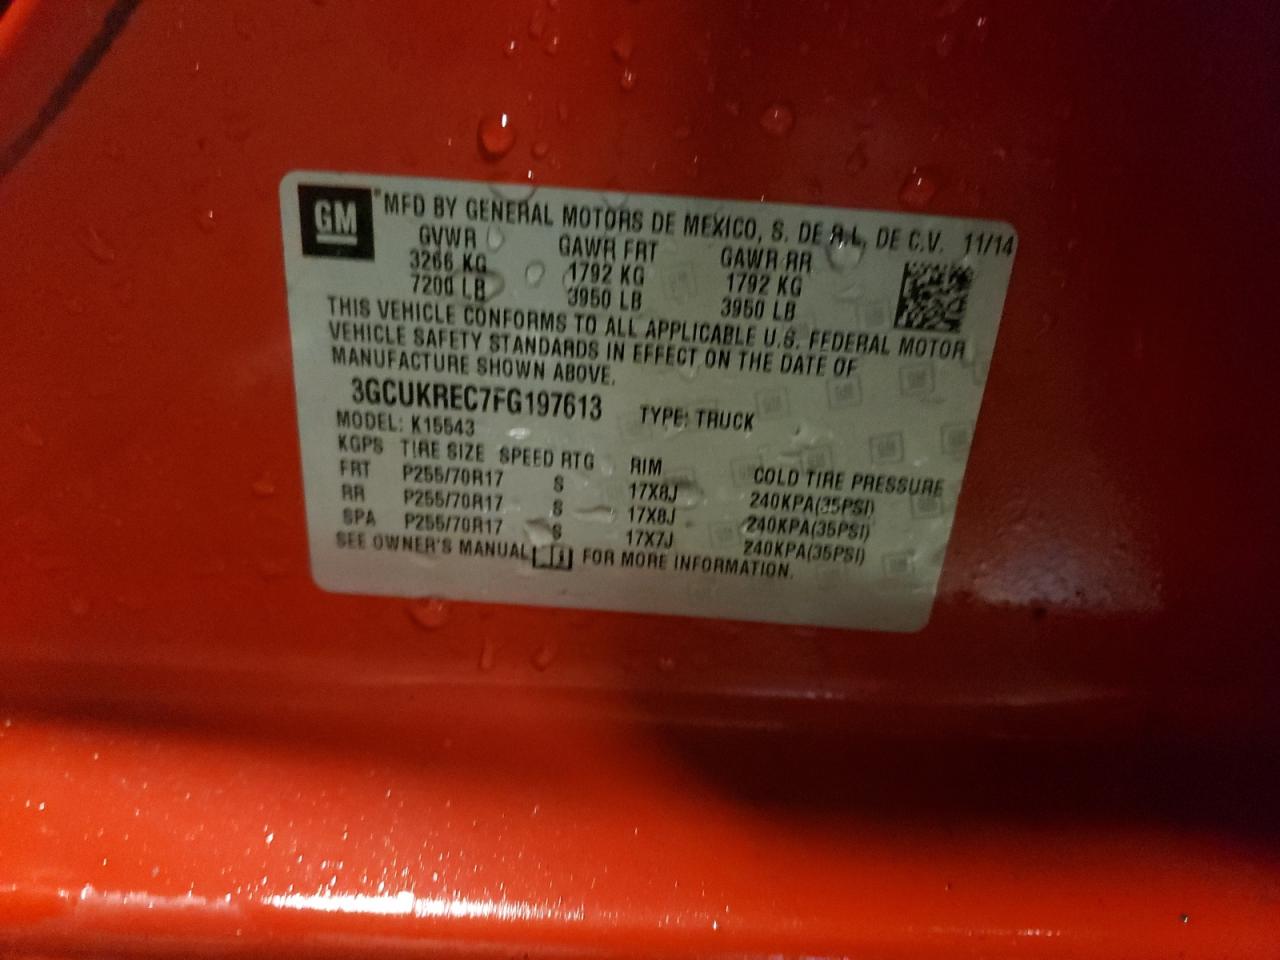 GM
*MFD BY GENERAL MOTORS DE MEXICO, S. DE R.L, DE C.V. 11/14
GVWR GAWR FRT GAWR RR
3266 KG 1792 KG 1792 KG
7200 LB 3950 LB 3950 LB
THIS VEHICLE CONFORMS TO ALL APPLICABLE U.S. FEDERAL MOTOR
VEHICLE SAFETY STANDARDS IN EFFECT ON THE DATE OF
MANUFACTURE SHOWN ABOVE.
3GCUKREC7FG197613 TYPE: TRUCK
MODEL: K15543
KGPS TIRE SIZE SPEED RTG RIM COLD TIRE PRESSURE
FRT P255/70R17 S 17X8J 240KPA(35PSI)
RR P255/70R17 S 17X8J 240KPA(35PSI)
SPA P255/70R17 S 17X7J 240KPA(35PSI)
SEE OWNER'S MANUAL FOR MORE INFORMATION.